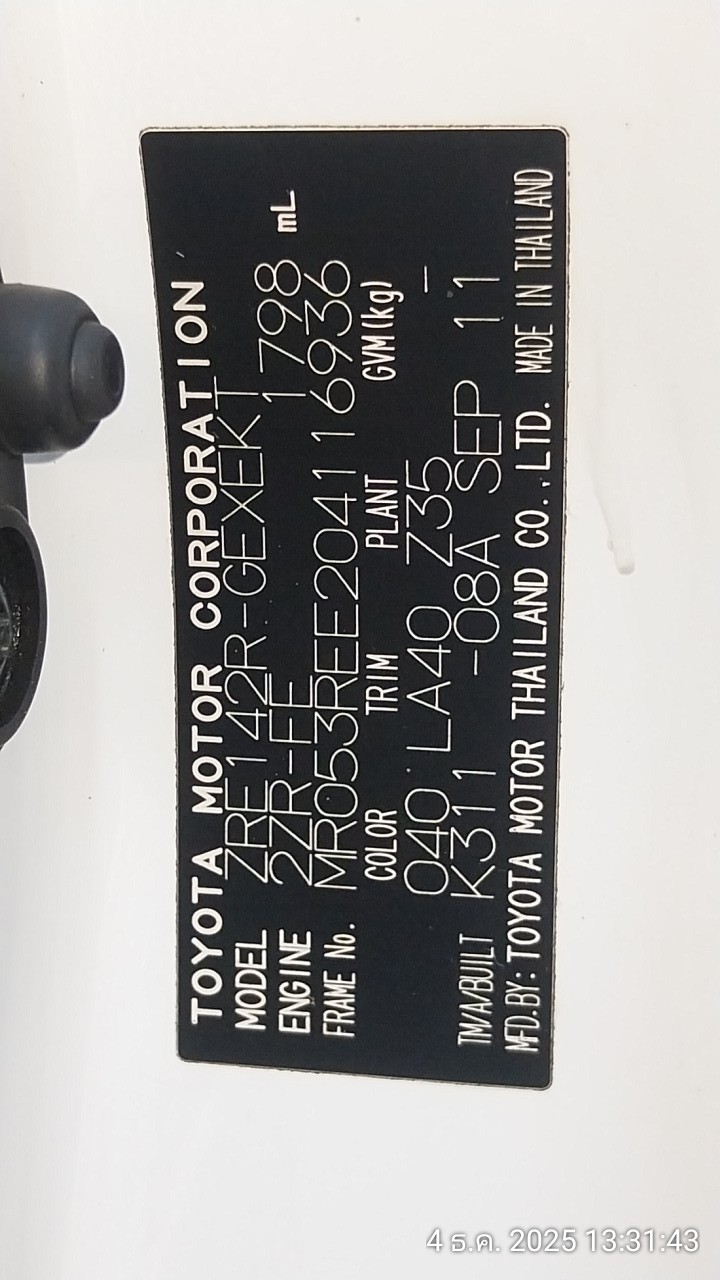 TOYOTA MOTOR CORPORATION
MODEL ZRE142R-GEXEKT
ENGINE 2ZR-FE 1798 mL
FRAME No. MR053REE204116936
COLOR TRIM PLANT GVM(kg)
040 LA40 Z35 -
TM/A/BUILT K311 -08A SEP 11
MFD.BY: TOYOTA MOTOR THAILAND CO.,LTD. MADE IN THAILAND
4 ธ.ค. 2025 13:31:43